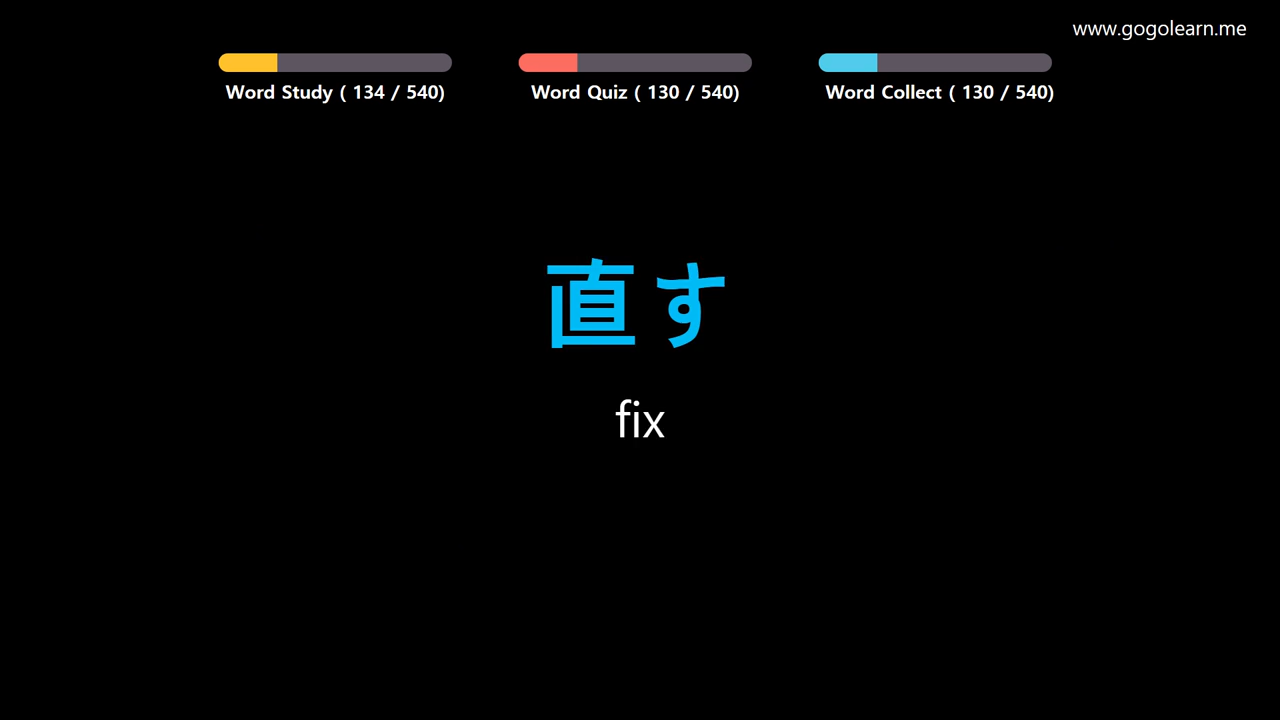 www.gogolearn.me
Word Study ( 134 / 540)
Word Quiz ( 130 / 540)
Word Collect ( 130 / 540)
直す
fix